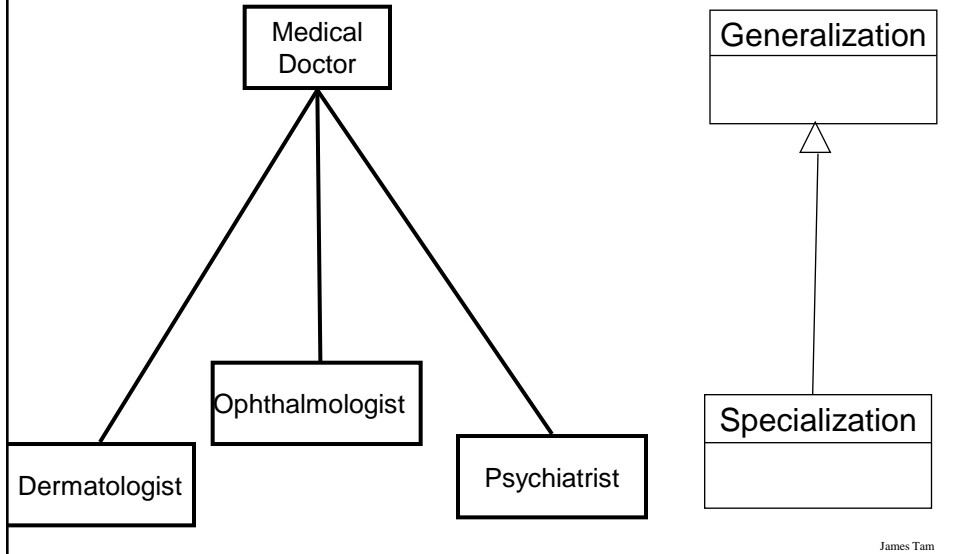 Medical
Doctor
Ophthalmologist
Dermatologist
Psychiatrist
Generalization
Specialization
James Tam